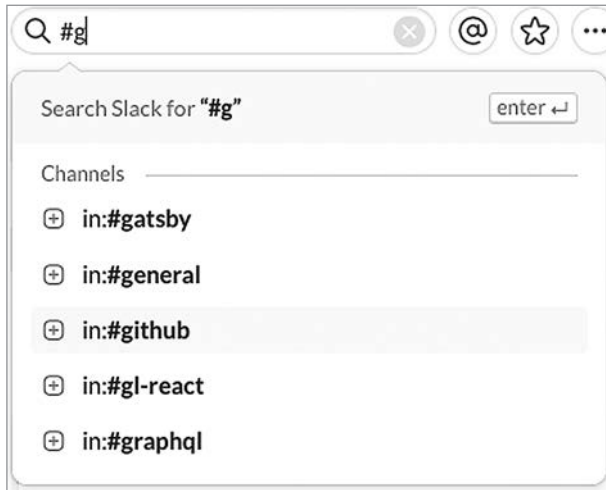 #g
@
Search Slack for “#g”
enter ↵
Channels
in:#gatsby
in:#general
in:#github
in:#gl-react
in:#graphql